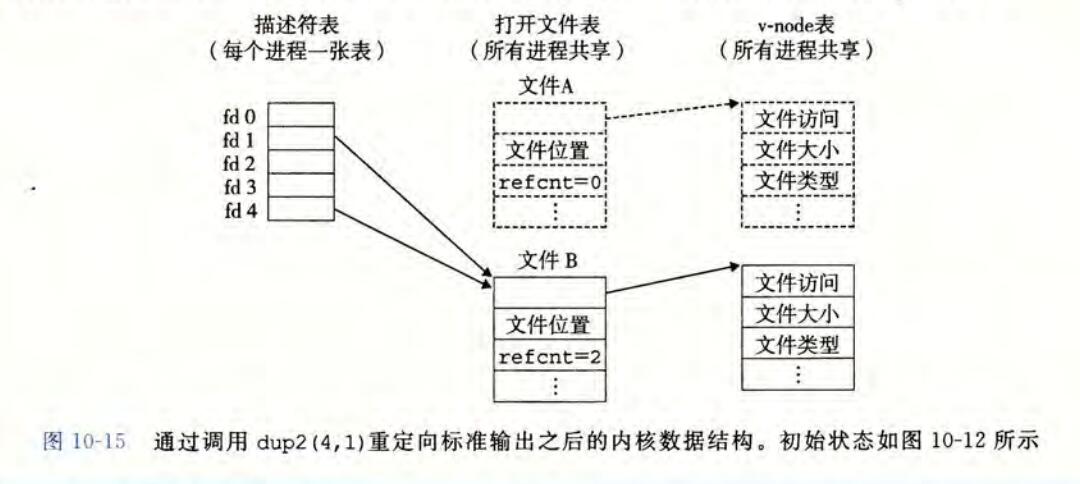 描述符表
（每个进程一张表）
打开文件表
（所有进程共享）
v-node表
（所有进程共享）
fd 0
fd 1
fd 2
fd 3
fd 4
文件A
文件位置
refcnt=0
⋮
文件访问
文件大小
文件类型
⋮
文件 B
文件位置
refcnt=2
⋮
文件访问
文件大小
文件类型
⋮
图 10-15 通过调用 dup2(4,1)重定向标准输出之后的内核数据结构。初始状态如图 10-12 所示